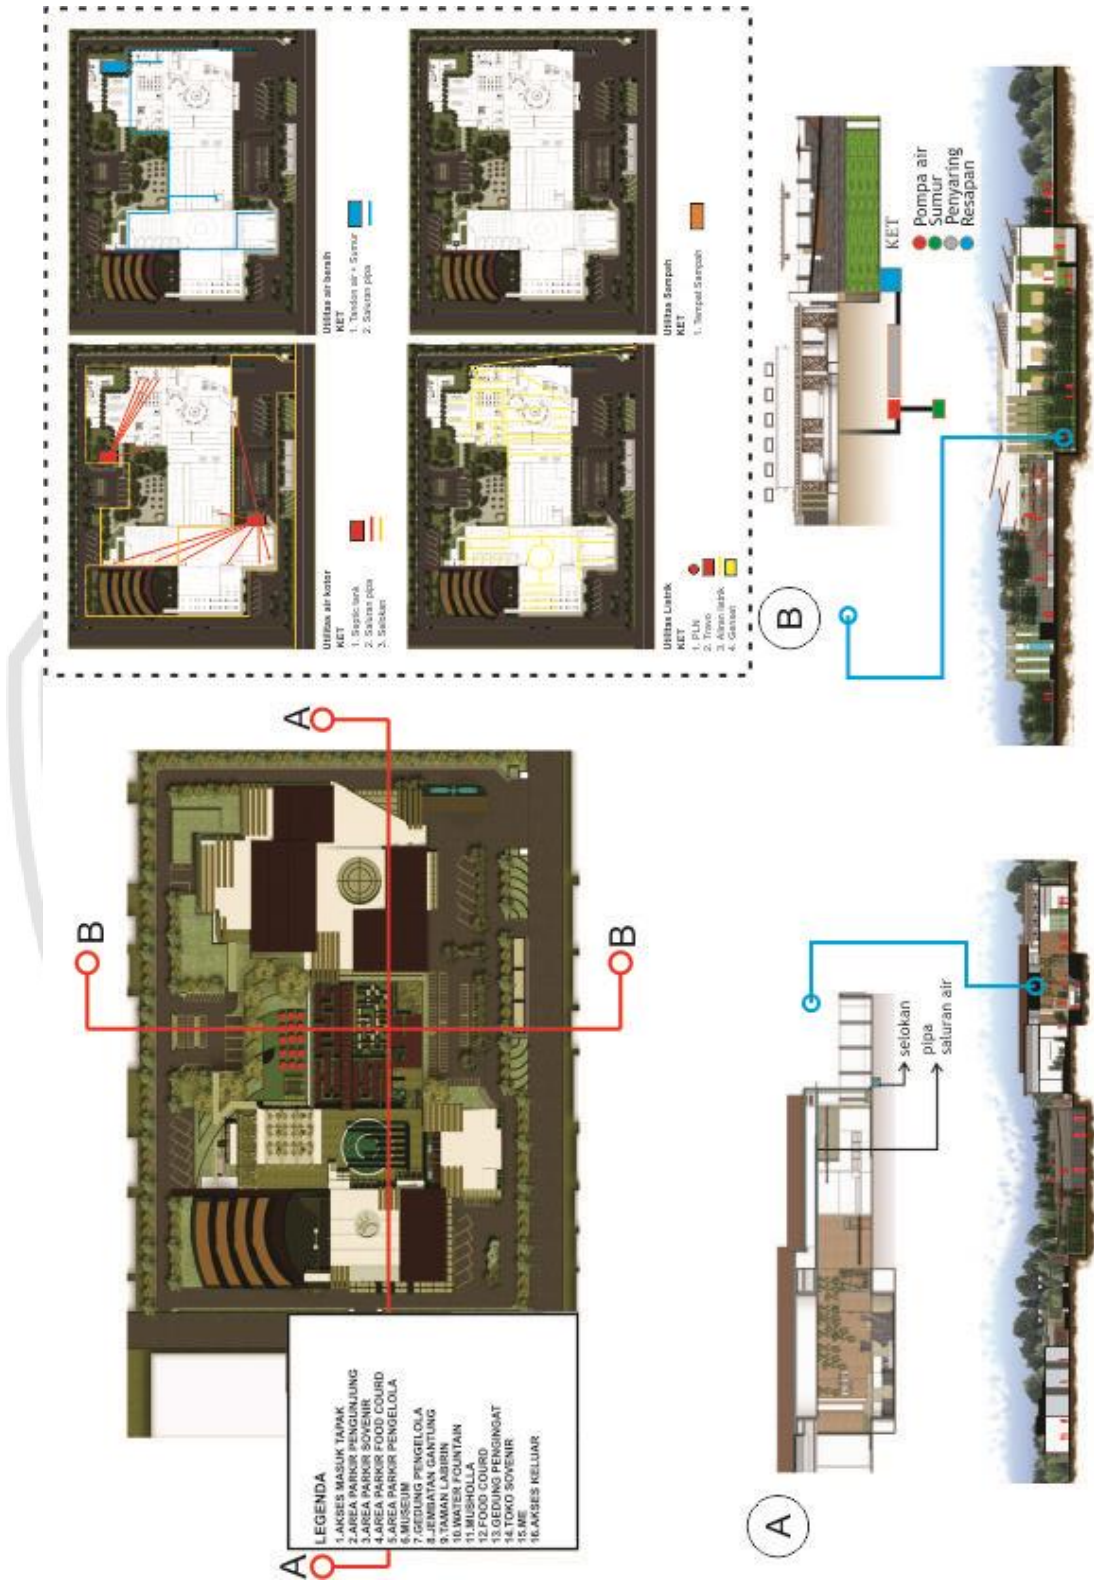 A
A
B
B
LEGENDA
1.AKSES MASUK TAPAK
2.AREA PARKIR PENGUNJUNG
3.AREA PARKIR SOVENIR
4.AREA PARKIR FOOD COURD
5.AREA PARKIR PENGELOLA
6.MUSEUM
7.GEDUNG PENGELOLA
8.JEMBATAN GANTUNG
9.TAMAN LABIRIN
10.WATER FOUNTAIN
11.MUSHOLLA
12.FOOD COURD
13.GEDUNG PENGINGAT
14.TOKO SOVENIR
15.ME
16.AKSES KELUAR
Utilitas air kotor
KET
1. Septic tank
2. Saluran pipa
3. Selokan
Utilitas air bersih
KET
1. Tandon air + Sumur
2. Saluran pipa
Utilitas Listrik
KET
1. PLN
2. Travo
3. Aliran listrik
4. Genset
Utilitas Sampah
KET
1. Tempat Sampah
A
selokan
pipa
saluran air
B
KET
Pompa air
Sumur
Penyaring
Resapan